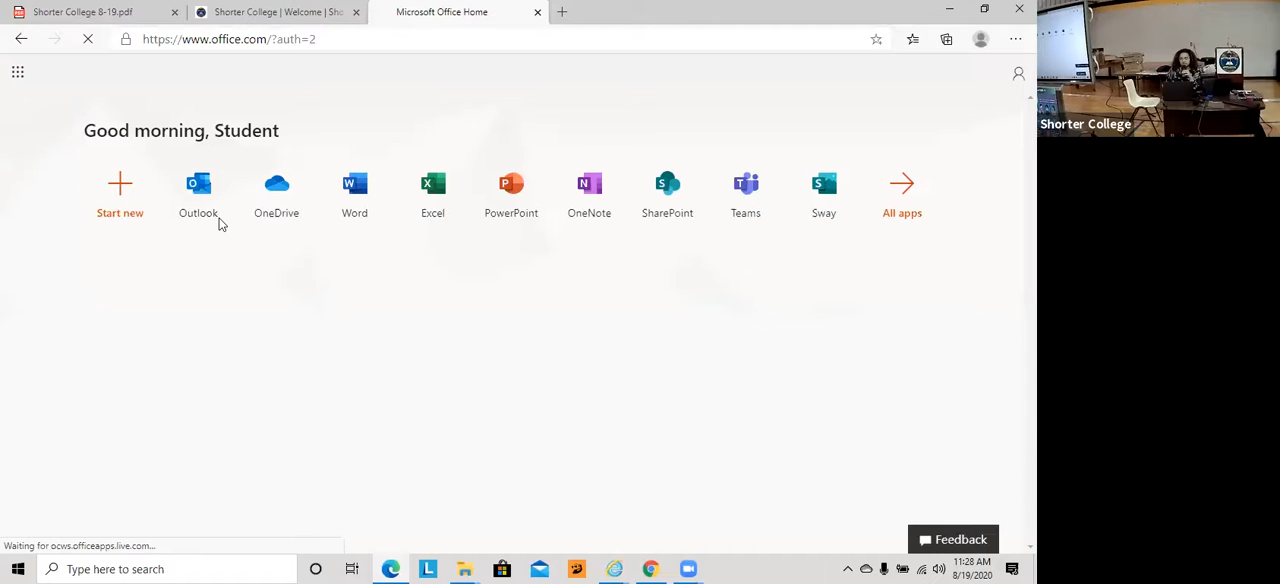 Shorter College 8-19.pdf
Shorter College | Welcome | Sho
Microsoft Office Home
https://www.office.com/?auth=2
Good morning, Student
Start new
Outlook
OneDrive
Word
Excel
PowerPoint
OneNote
SharePoint
Teams
Sway
All apps
Feedback
Waiting for ocws.officeapps.live.com...
Type here to search
11:28 AM
8/19/2020
Shorter College